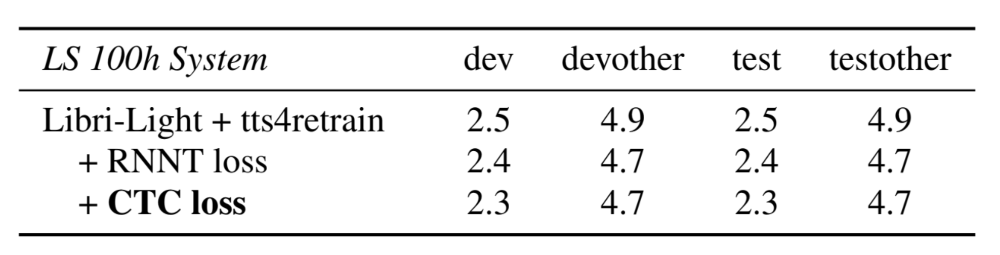 LS 100h System dev devother test testother
Libri-Light + tts4retrain 2.5 4.9 2.5 4.9
+ RNNT loss 2.4 4.7 2.4 4.7
+ CTC loss 2.3 4.7 2.3 4.7